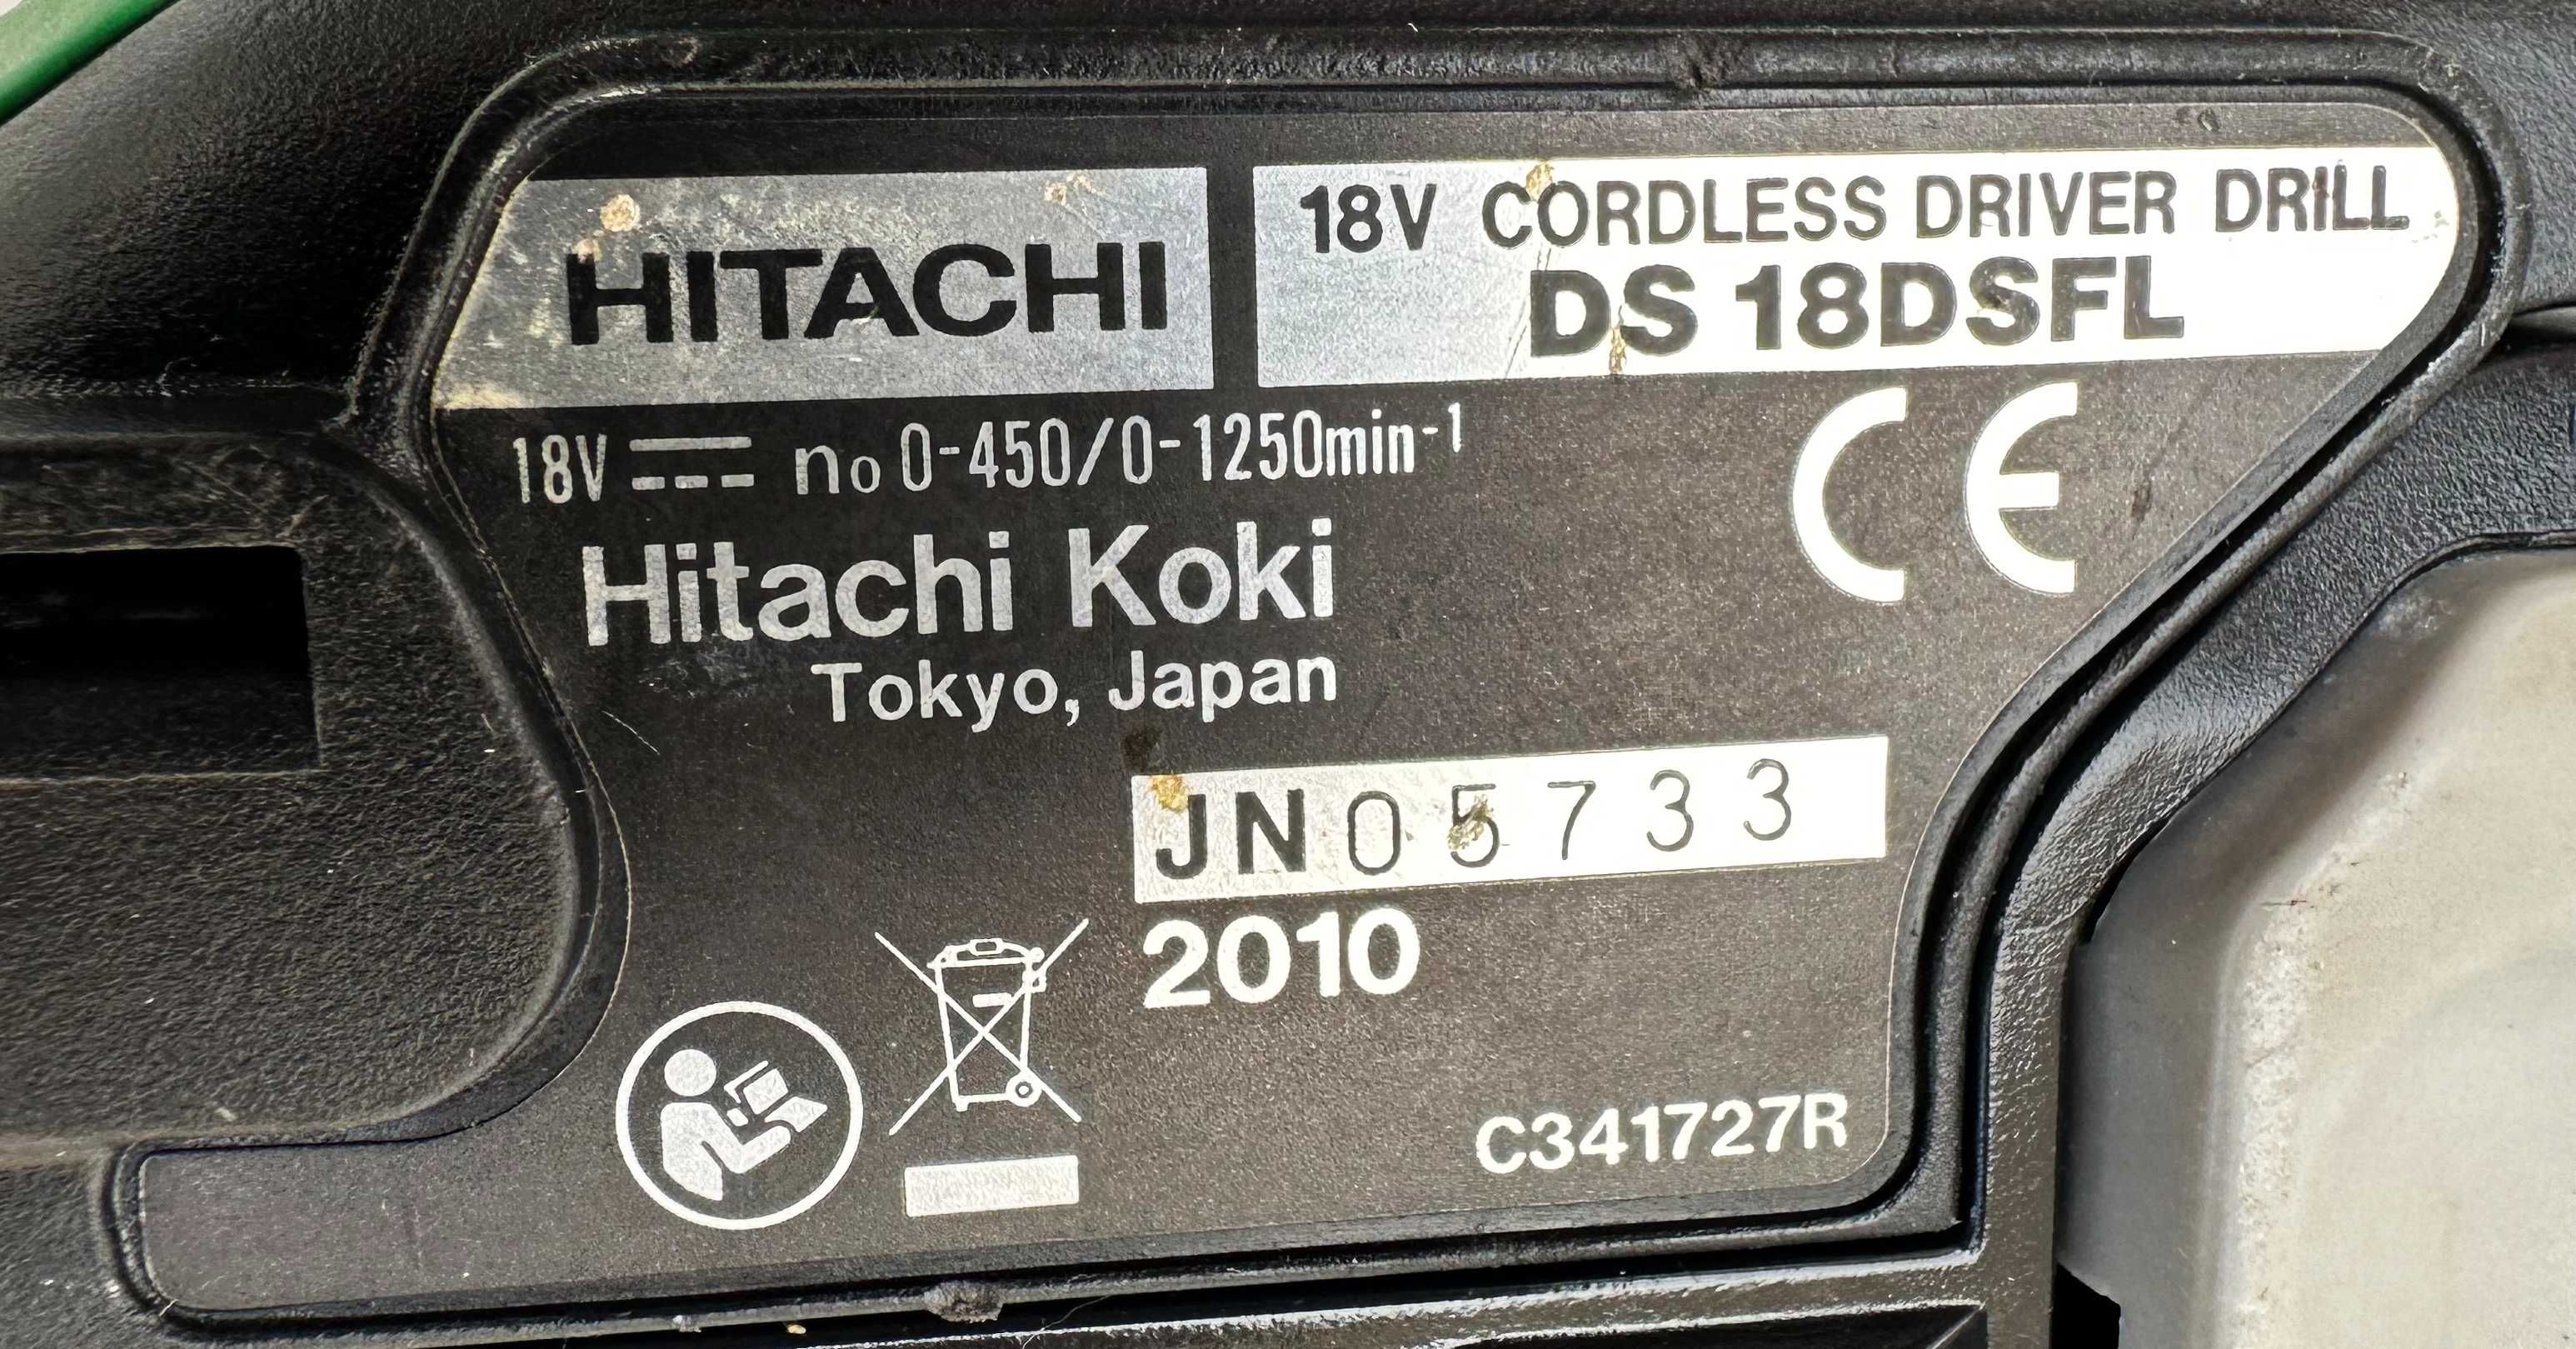 HITACHI
18V CORDLESS DRIVER DRILL
DS 18DSFL
18V ⎓ no 0-450/0-1250min⁻¹
Hitachi Koki
Tokyo, Japan
JN05733
2010
C341727R
CE